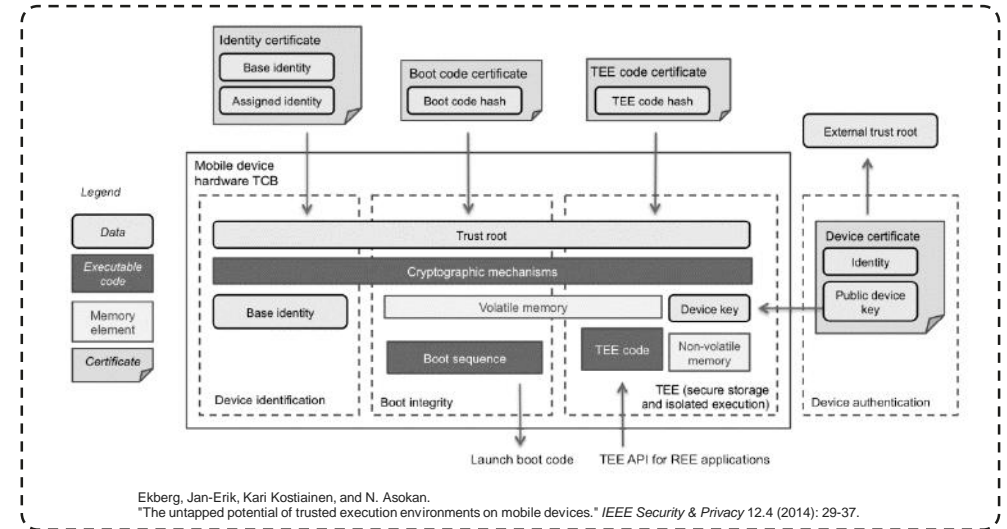 Identity certificate
Base identity
Assigned identity
Boot code certificate
Boot code hash
TEE code certificate
TEE code hash
External trust root
Mobile device
hardware TCB
Legend
Data
Executable
code
Memory
element
Certificate
Trust root
Cryptographic mechanisms
Base identity
Volatile memory
Device key
Boot sequence
TEE code
Non-volatile
memory
Device identification
Boot integrity
TEE (secure storage
and isolated execution)
Device certificate
Identity
Public device
key
Device authentication
Launch boot code
TEE API for REE applications
Ekberg, Jan-Erik, Kari Kostiainen, and N. Asokan.
"The untapped potential of trusted execution environments on mobile devices." IEEE Security & Privacy 12.4 (2014): 29-37.